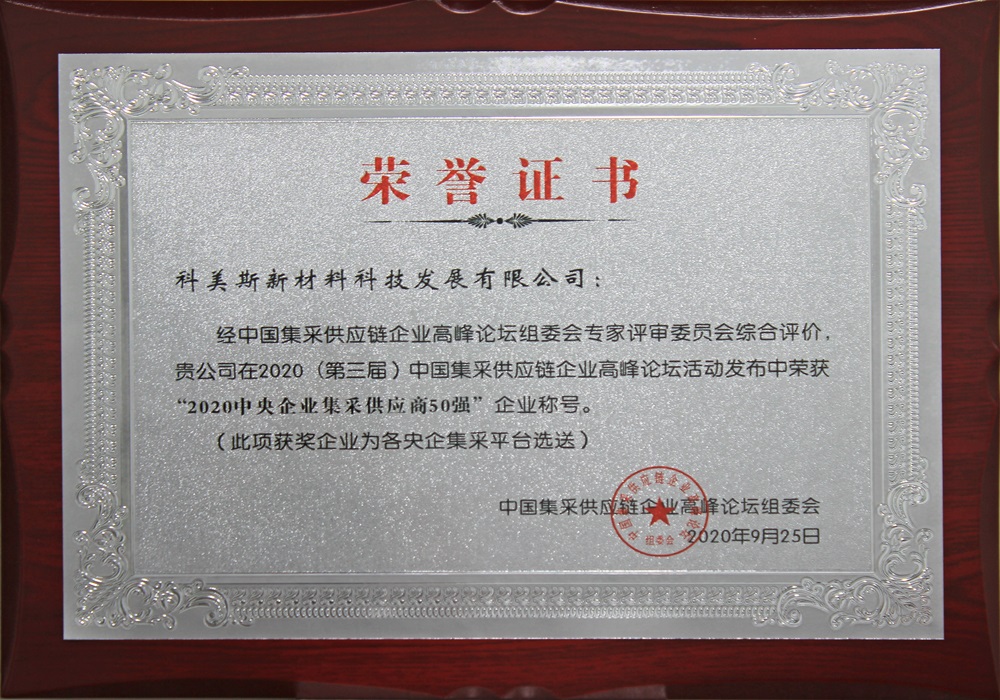 荣誉证书
科美斯新材料科技发展有限公司：
经中国集采供应链企业高峰论坛组委会专家评审委员会综合评价，
贵公司在2020（第三届）中国集采供应链企业高峰论坛活动发布中荣获
“2020中央企业集采供应商50强”企业称号。
（此项获奖企业为各央企集采平台选送）
中国集采供应链企业高峰论坛组委会
2020年9月25日
组委会